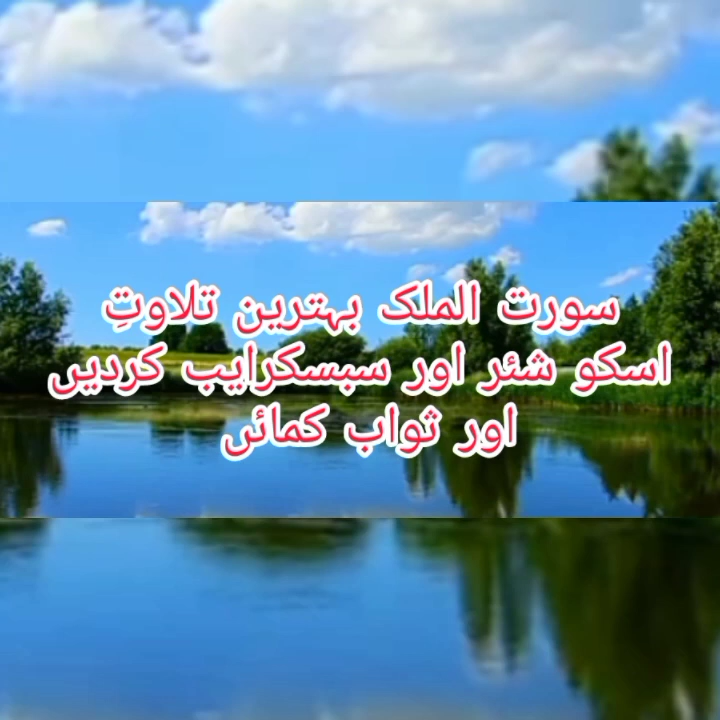 سورت الملک بہترین تلاوتِ
اسکو شئر اور سبسکرایب کردیں
اور ثواب کمائں